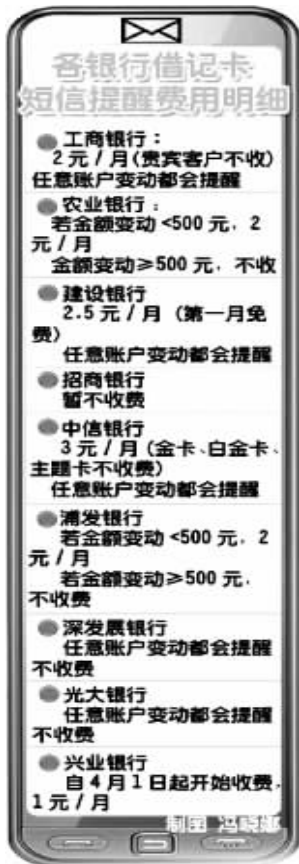 各银行借记卡
短信提醒费用明细
工商银行：
2元/月(贵宾客户不收)
任意账户变动都会提醒
农业银行：
若金额变动<500元，2
元/月
金额变动≥500元，不收
建设银行
2.5元/月（第一月免
费）
任意账户变动都会提醒
招商银行
暂不收费
中信银行
3元/月(金卡、白金卡、
主题卡不收费)
任意账户变动都会提醒
浦发银行
若金额变动<500元，2
元/月
若金额变动≥500元，
不收费
深发展银行
任意账户变动都会提醒
不收费
光大银行
任意账户变动都会提醒
不收费
兴业银行
自4月1日起开始收费，
1元/月
制图 冯晓